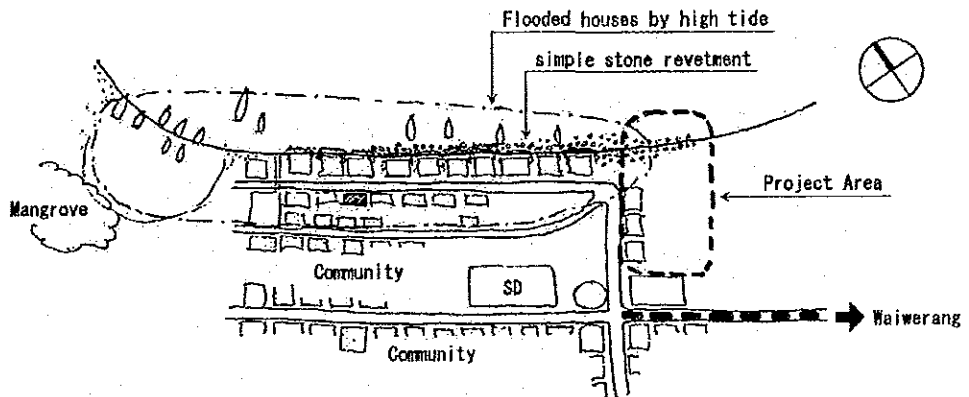 Flooded houses by high tide
simple stone revetment
Project Area
Mangrove
Community
SD
Waiwerang
Community